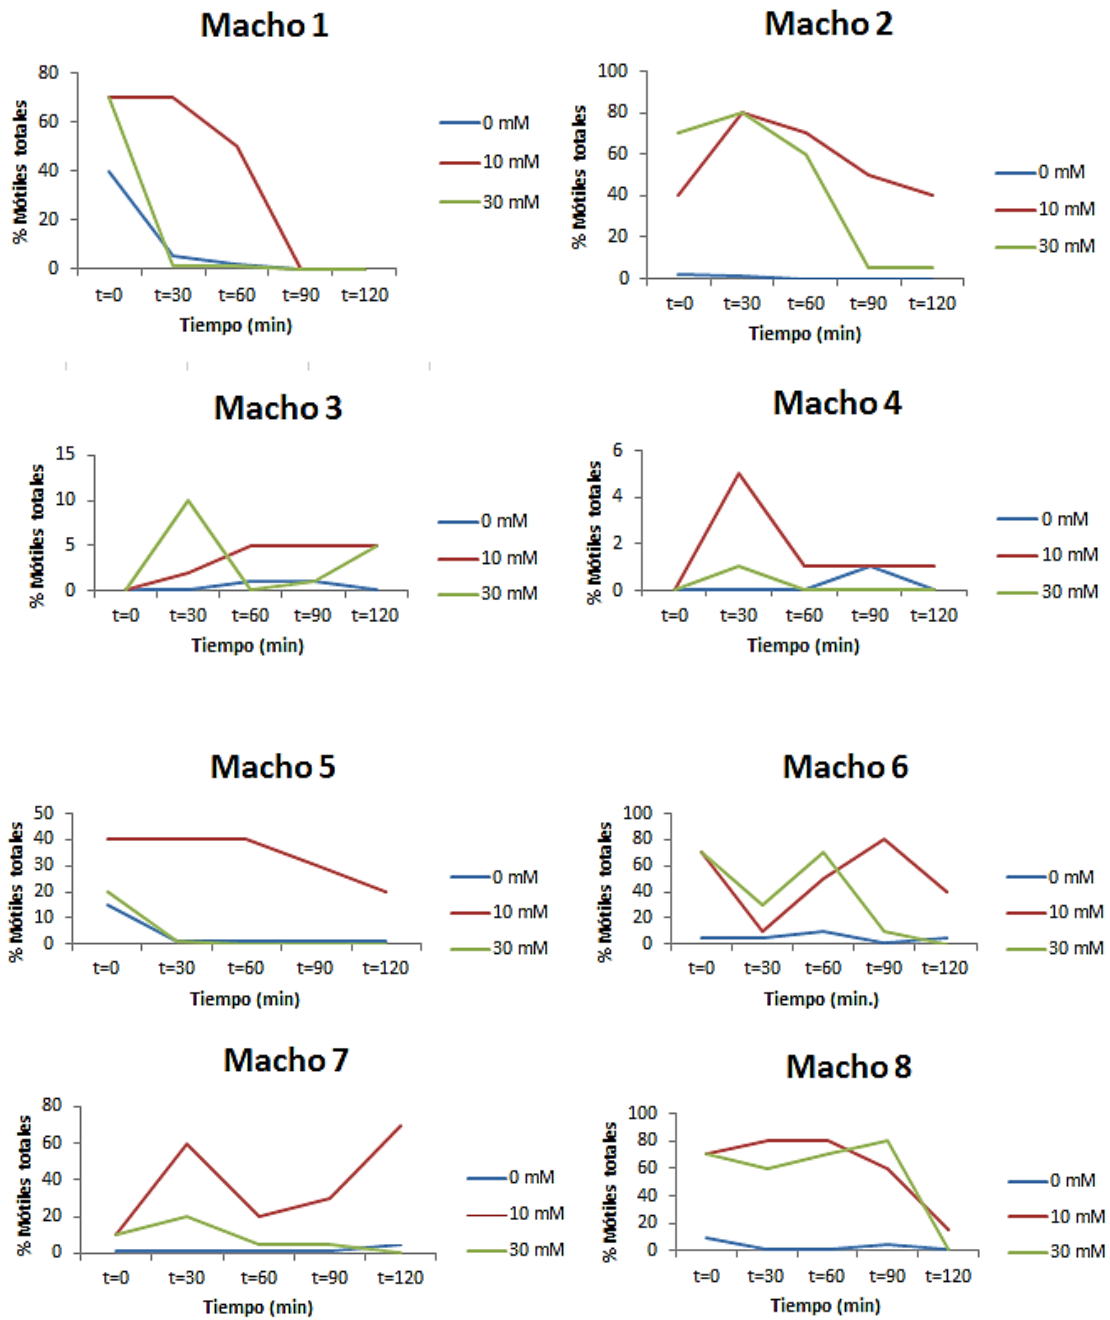 Macho 1
% Mótiles totales
80
60
40
20
0
t=0 t=30 t=60 t=90 t=120
Tiempo (min)
0 mM
10 mM
30 mM
Macho 2
% Mótiles totales
100
80
60
40
20
0
t=0 t=30 t=60 t=90 t=120
Tiempo (min)
0 mM
10 mM
30 mM
Macho 3
% Mótiles totales
15
10
5
0
t=0 t=30 t=60 t=90 t=120
Tiempo (min)
0 mM
10 mM
30 mM
Macho 4
% Mótiles totales
6
4
2
0
t=0 t=30 t=60 t=90 t=120
Tiempo (min)
0 mM
10 mM
30 mM
Macho 5
% Mótiles totales
50
40
30
20
10
0
t=0 t=30 t=60 t=90 t=120
Tiempo (min)
0 mM
10 mM
30 mM
Macho 6
% Mótiles totales
100
80
60
40
20
0
t=0 t=30 t=60 t=90 t=120
Tiempo (min.)
0 mM
10 mM
30 mM
Macho 7
% Mótiles totales
80
60
40
20
0
t=0 t=30 t=60 t=90 t=120
Tiempo (min)
0 mM
10 mM
30 mM
Macho 8
% Mótiles totales
100
80
60
40
20
0
t=0 t=30 t=60 t=90 t=120
Tiempo (min)
0 mM
10 mM
30 mM